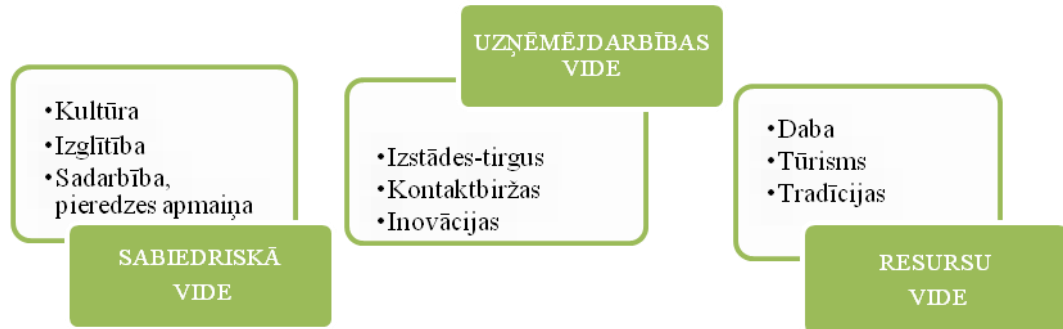 •Kultūra
•Izglītība
•Sadarbība,
pieredzes apmaiņa
SABIEDRISKĀ
VIDE
UZŅĒMĒJDARBĪBAS
VIDE
•Izstādes-tirgus
•Kontaktbiržas
•Inovācijas
•Daba
•Tūrisms
•Tradīcijas
RESURSU
VIDE